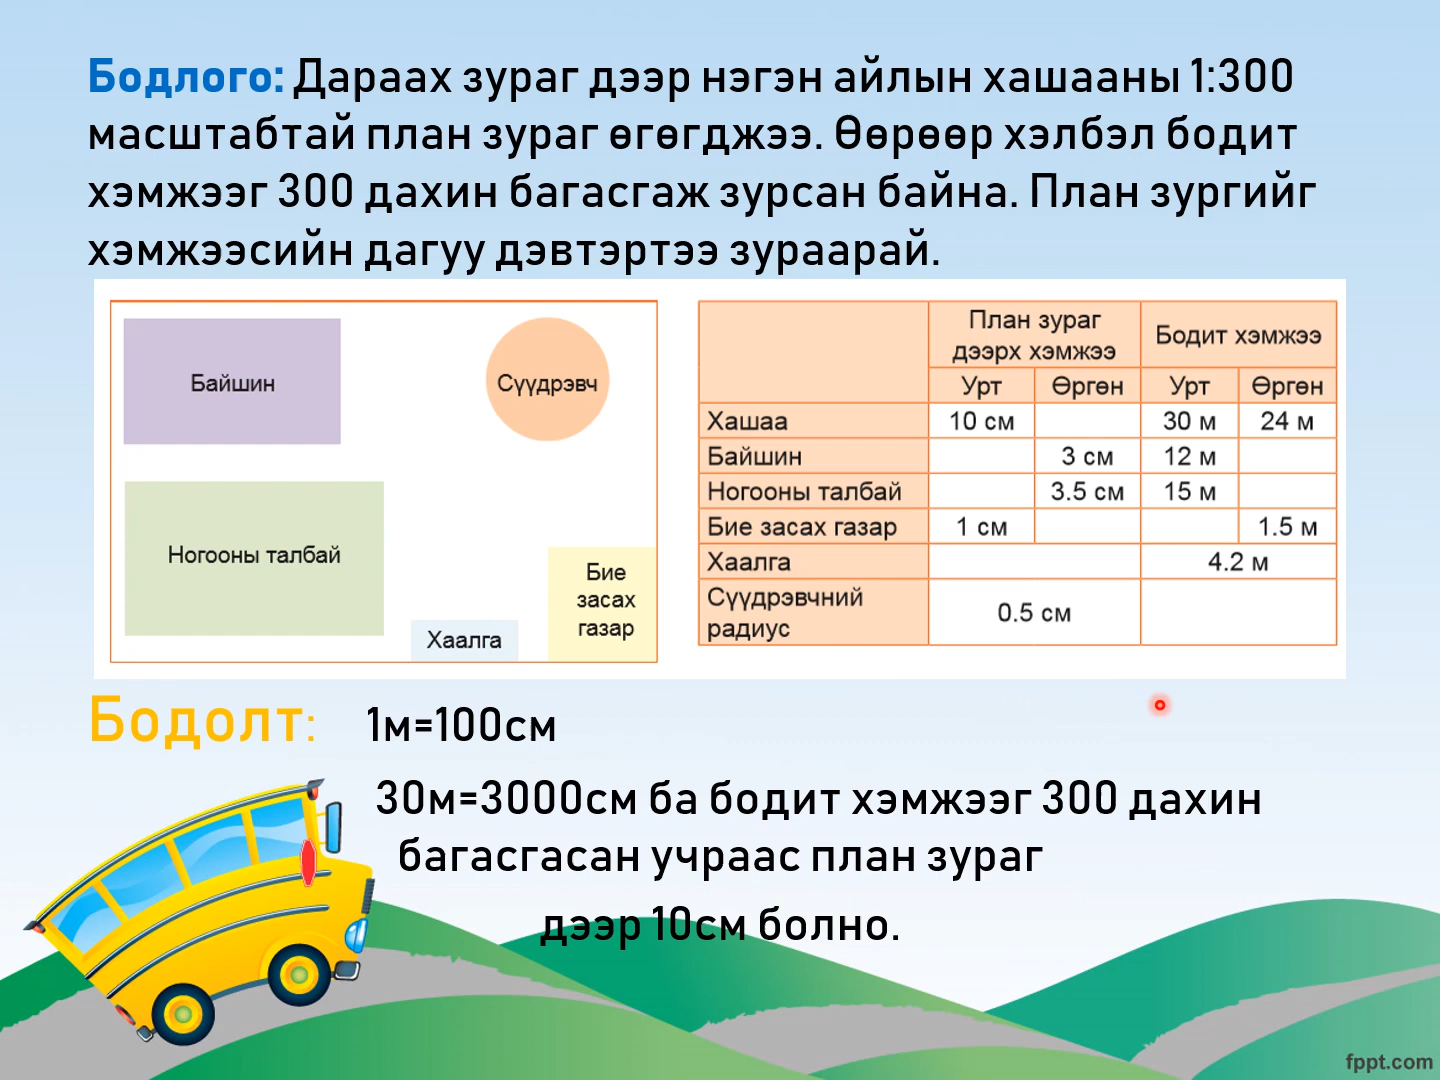 Бодлого: Дараах зураг дээр нэгэн айлын хашааны 1:300
масштабтай план зураг өгөгджээ. Өөрөөр хэлбэл бодит
хэмжээг 300 дахин багасгаж зурсан байна. План зургийг
хэмжээсийн дагуу дэвтэртээ зураарай.
Байшин
Сүүдрэвч
Ногооны талбай
Бие
засах
газар
Хаалга
План зураг
дээрх хэмжээ
Бодит хэмжээ
Урт Өргөн Урт Өргөн
Хашаа 10 см 30 м 24 м
Байшин 3 см 12 м
Ногооны талбай 3.5 см 15 м
Бие засах газар 1 см 1.5 м
Хаалга 4.2 м
Сүүдрэвчний
радиус 0.5 см
Бодолт: 1м=100см
30м=3000см ба бодит хэмжээг 300 дахин
багасгасан учраас план зураг
дээр 10см болно.
fppt.com